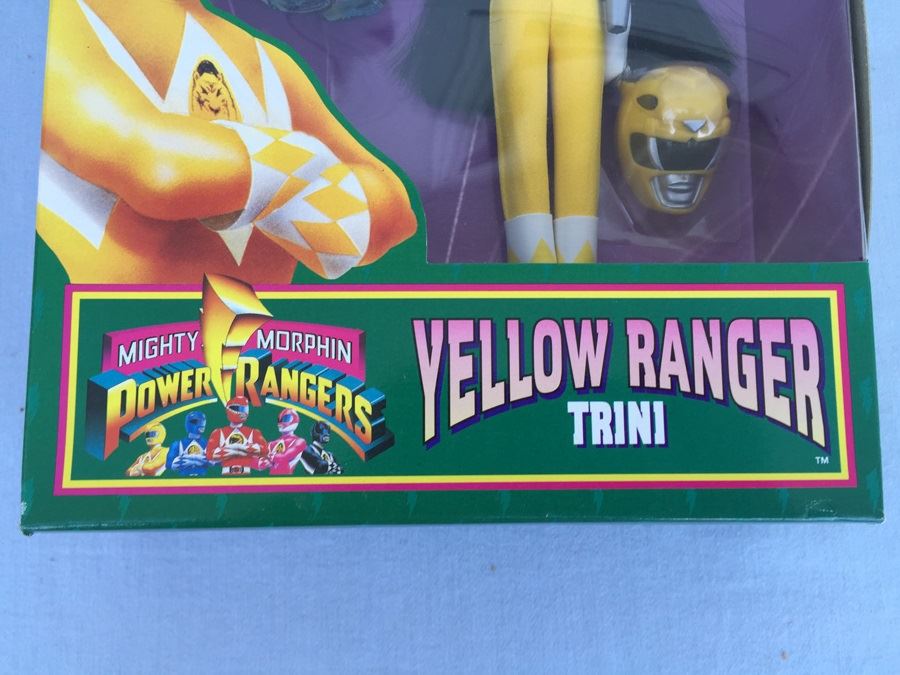 MIGHTY MORPHIN
POWER RANGERS
YELLOW RANGER
TRINI
TM